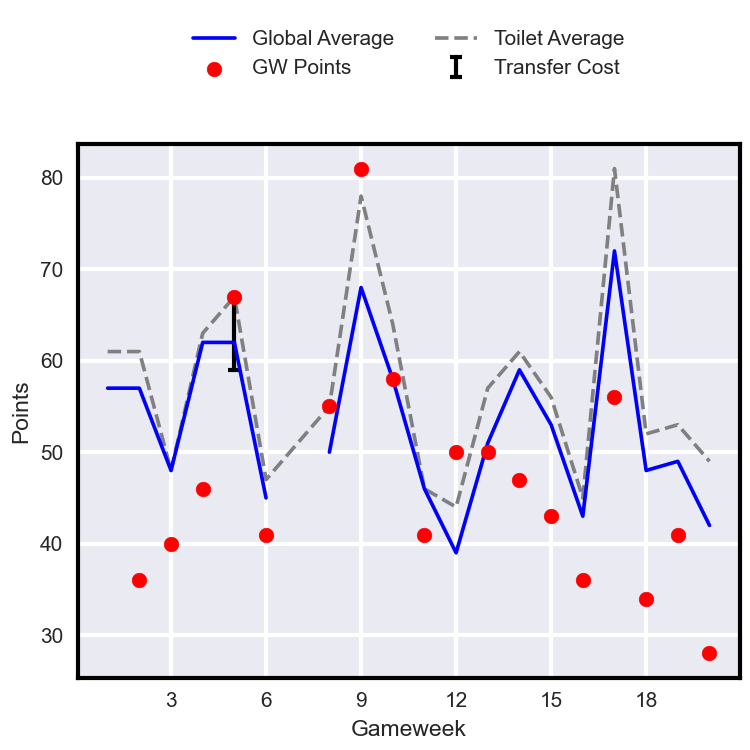 Global Average
Toilet Average
GW Points
Transfer Cost
80
70
60
50
40
30
Points
3 6 9 12 15 18
Gameweek